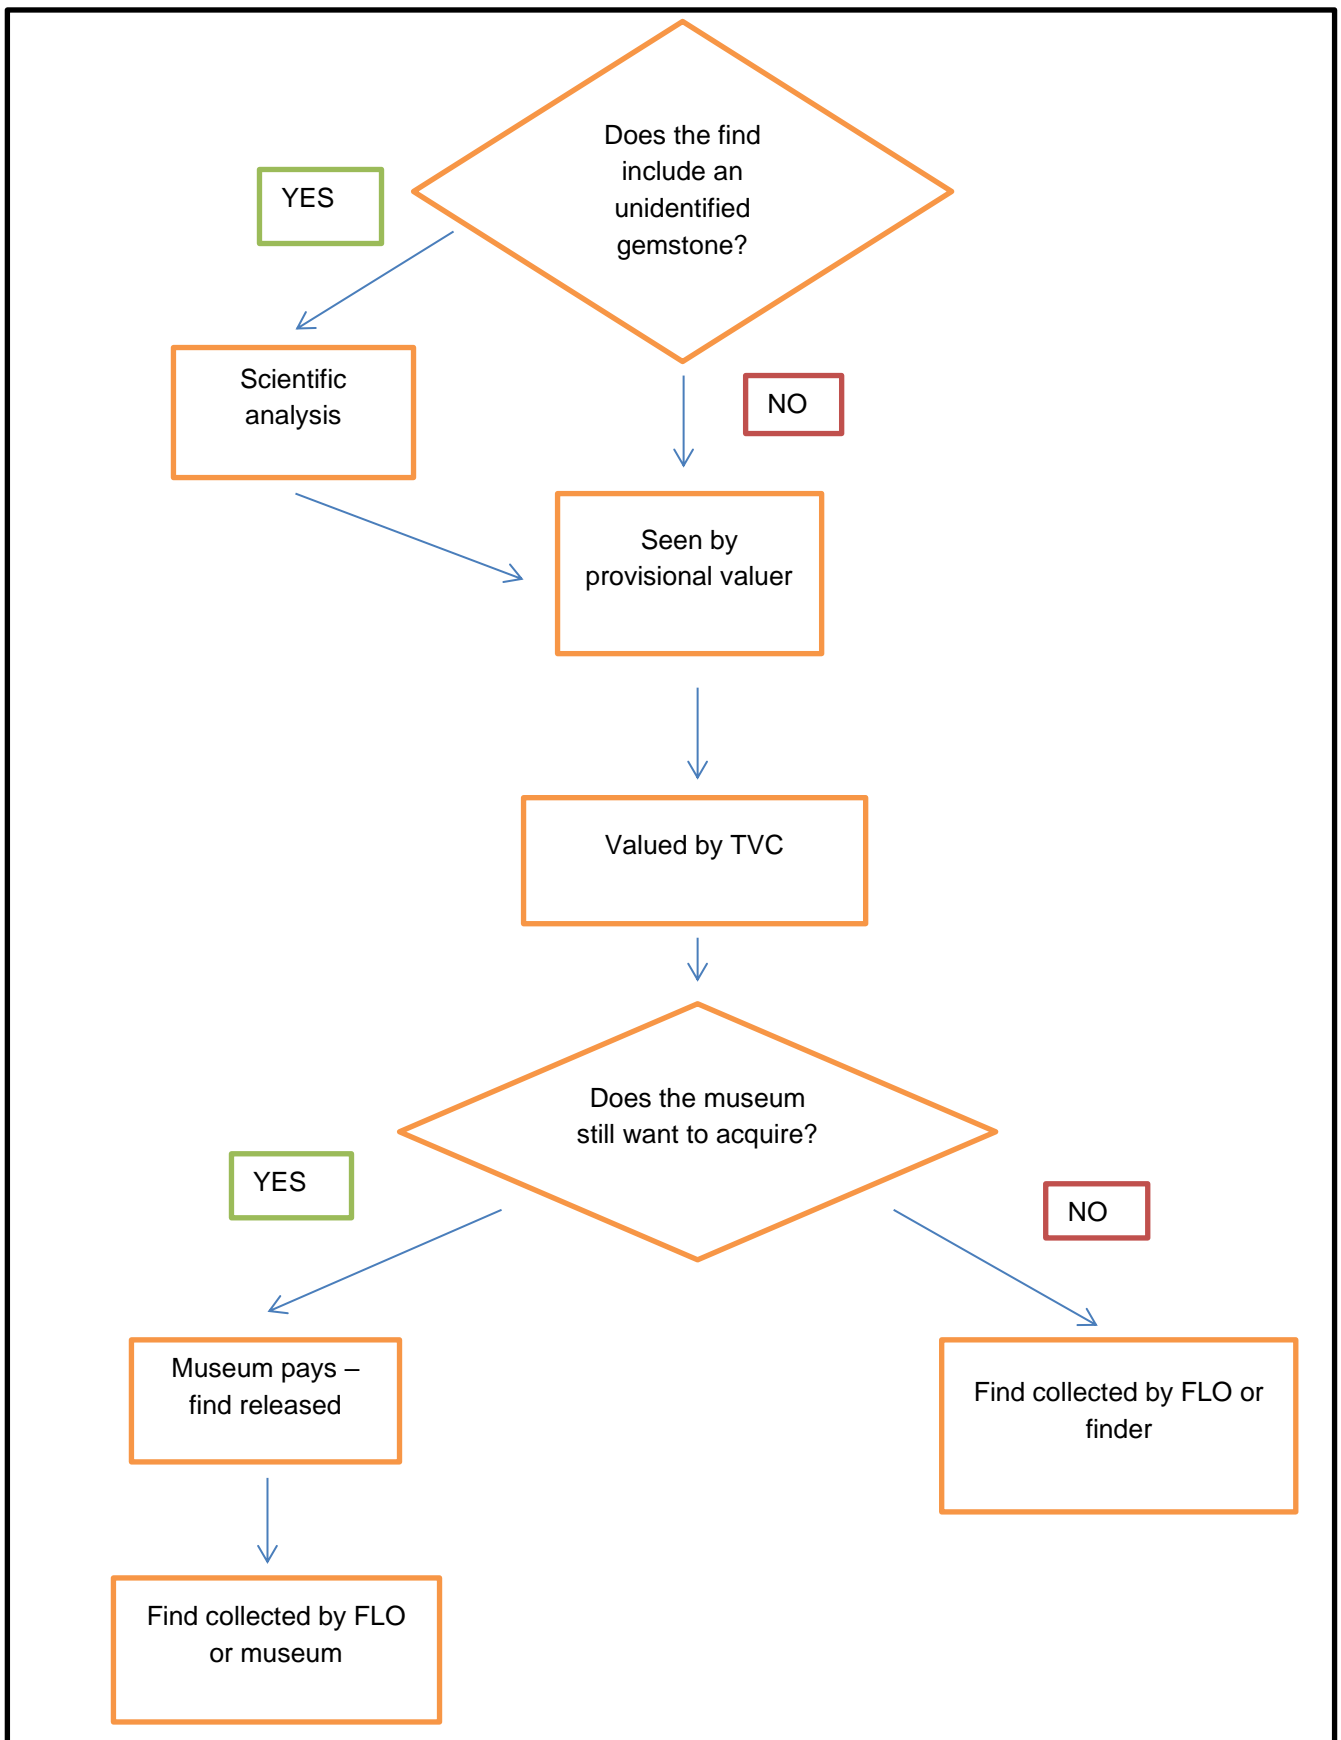 Does the find
include an
unidentified
gemstone?
YES
Scientific
analysis
NO
Seen by
provisional valuer
Valued by TVC
Does the museum
still want to acquire?
YES
NO
Museum pays –
find released
Find collected by FLO or
finder
Find collected by FLO
or museum